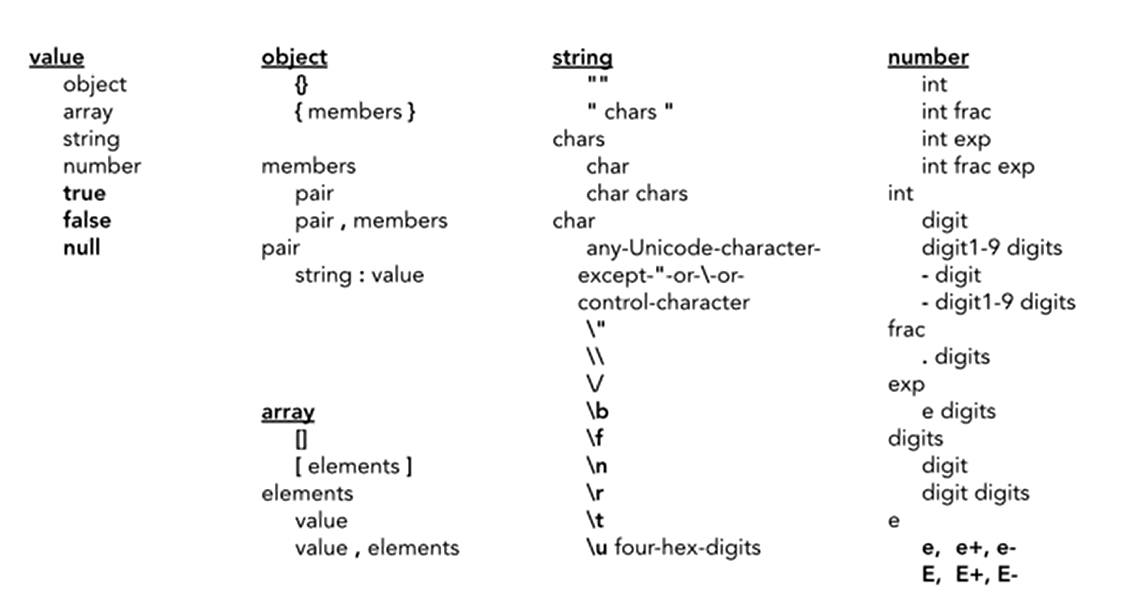 value
object
array
string
number
true
false
null
object
{}
{ members }
members
pair
pair , members
pair
string : value
array
[]
[ elements ]
elements
value
value , elements
string
""
" chars "
chars
char
char chars
char
any-Unicode-character-
except-"-or-\-or-
control-character
\"
\\
\/
\b
\f
\n
\r
\t
\u four-hex-digits
number
int
int frac
int exp
int frac exp
int
digit
digit1-9 digits
- digit
- digit1-9 digits
frac
. digits
exp
e digits
digits
digit
digit digits
e
e, e+, e-
E, E+, E-